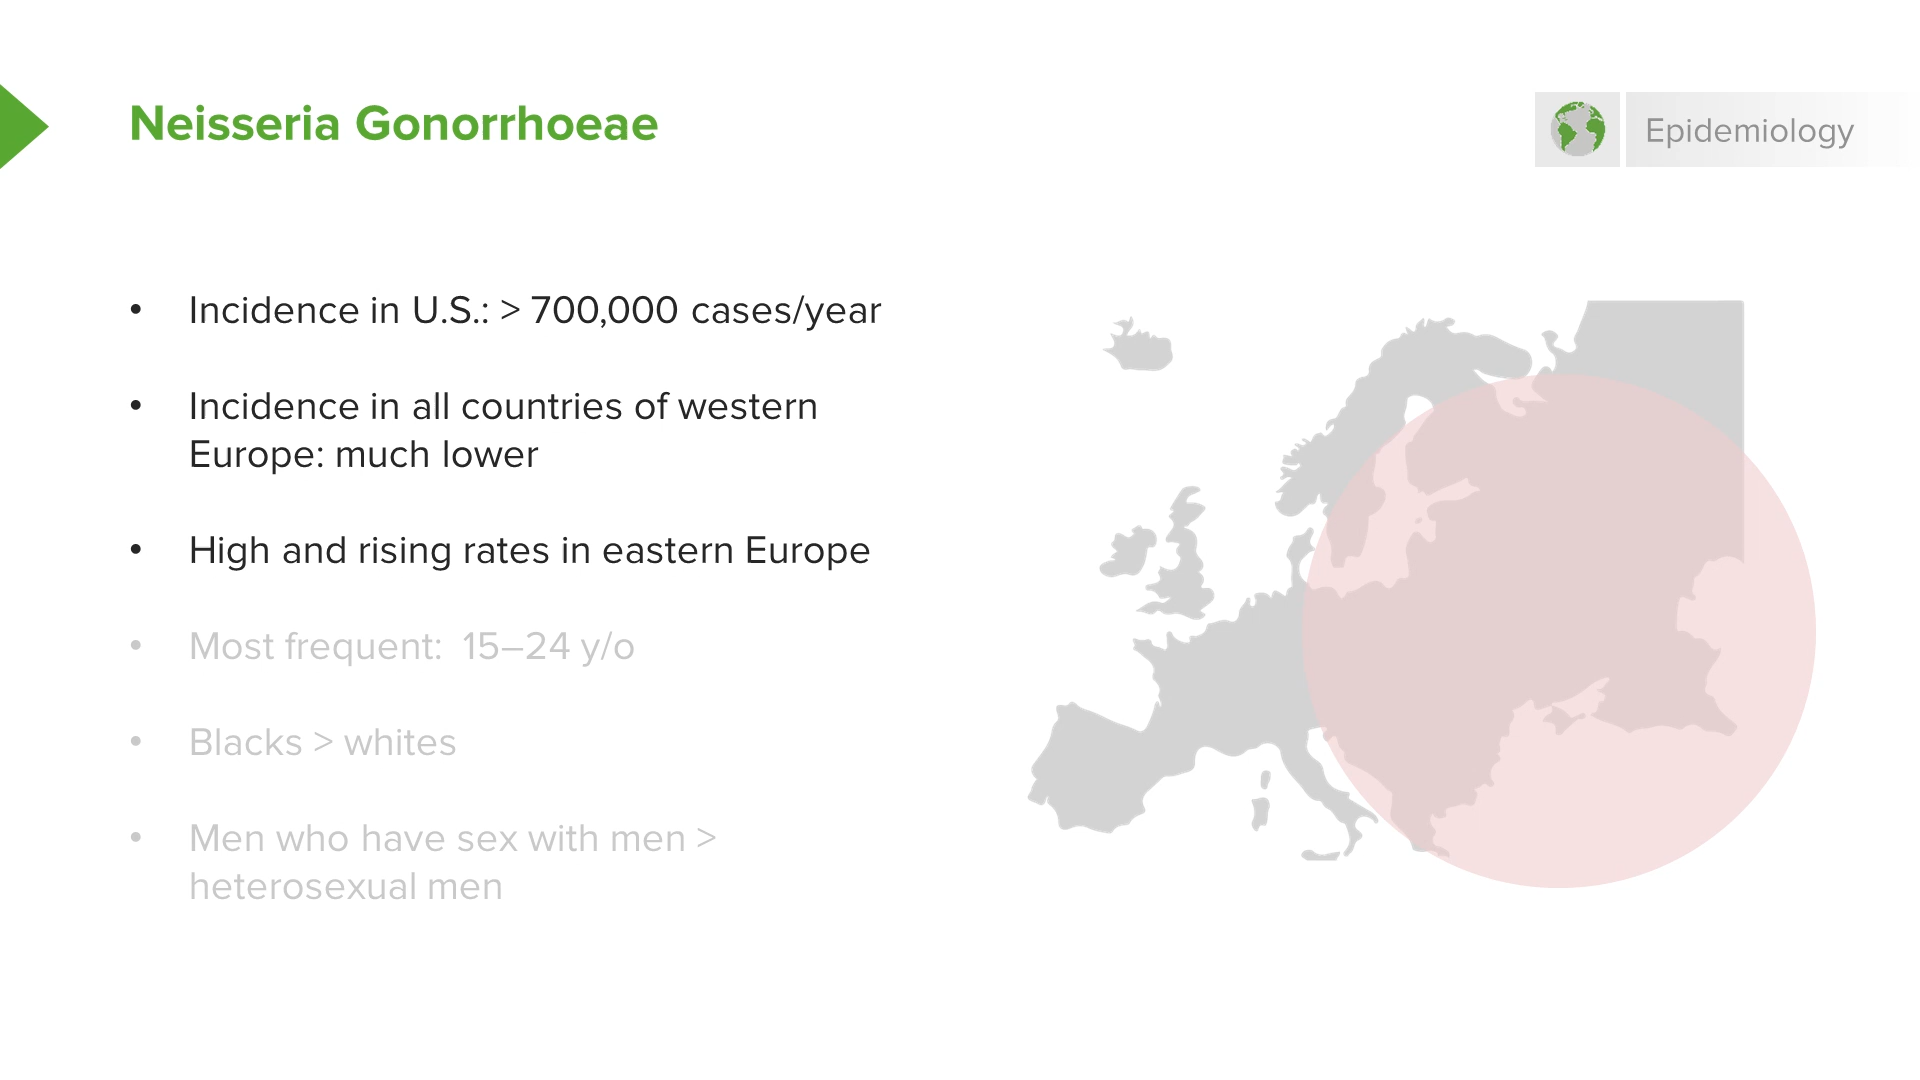 Neisseria Gonorrhoeae
Epidemiology
• Incidence in U.S.: > 700,000 cases/year
• Incidence in all countries of western
Europe: much lower
• High and rising rates in eastern Europe
• Most frequent: 15–24 y/o
• Blacks > whites
• Men who have sex with men >
heterosexual men